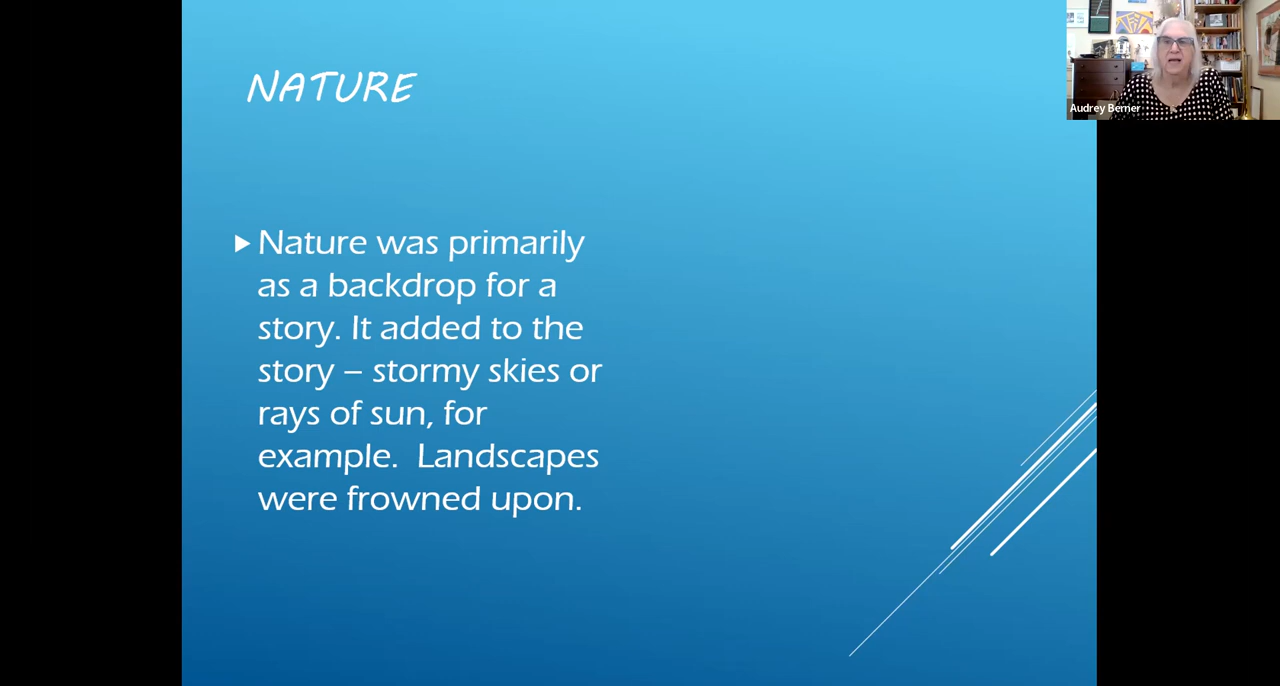 NATURE
Nature was primarily
as a backdrop for a
story. It added to the
story – stormy skies or
rays of sun, for
example.  Landscapes
were frowned upon.
Audrey Berner